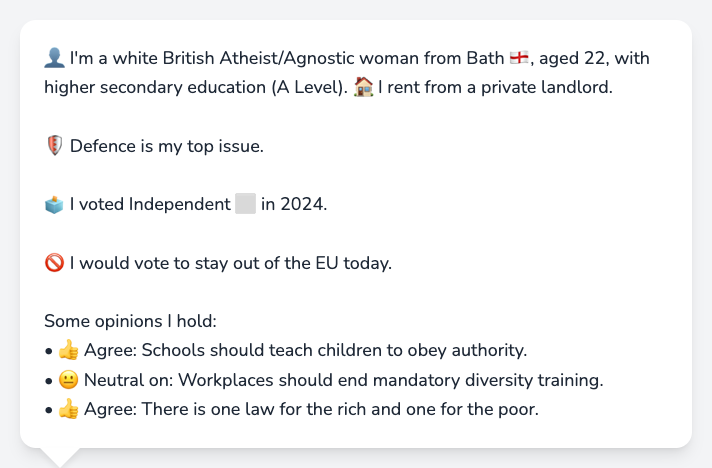 👤 I'm a white British Atheist/Agnostic woman from Bath 🏴󠁧󠁢󠁥󠁮󠁧󠁿, aged 22, with
higher secondary education (A Level). 🏠 I rent from a private landlord.
🛡️ Defence is my top issue.
🗳️ I voted Independent ⬜ in 2024.
🚫 I would vote to stay out of the EU today.
Some opinions I hold:
• 👍 Agree: Schools should teach children to obey authority.
• 😐 Neutral on: Workplaces should end mandatory diversity training.
• 👍 Agree: There is one law for the rich and one for the poor.